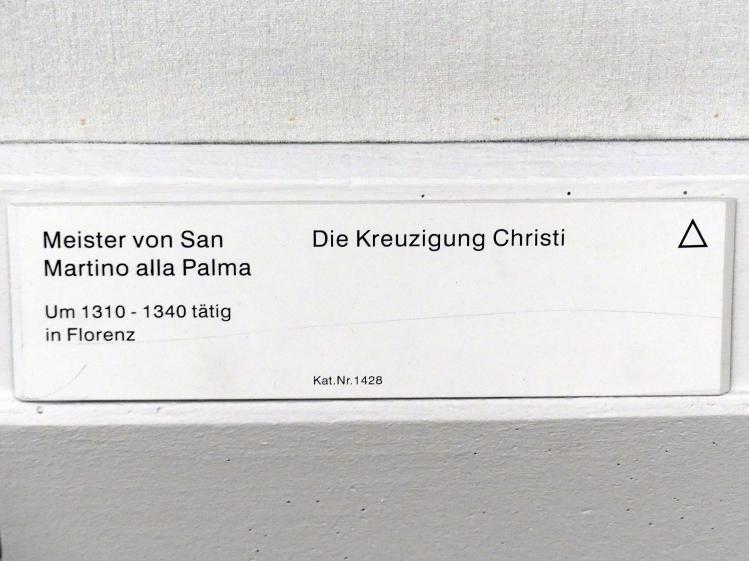 Meister von San
Martino alla Palma
Um 1310 - 1340 tätig
in Florenz
Die Kreuzigung Christi
Kat.Nr.1428